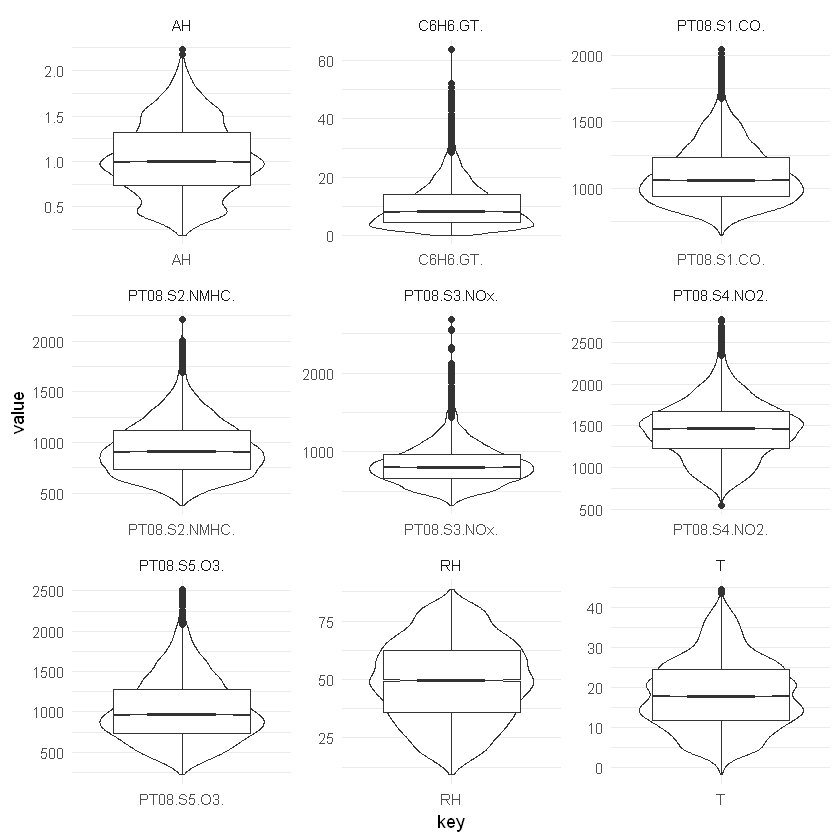 AH
C6H6.GT.
PT08.S1.CO.
2.0
1.5
1.0
0.5
60
40
20
0
2000
1500
1000
AH
C6H6.GT.
PT08.S1.CO.
PT08.S2.NMHC.
PT08.S3.NOx.
PT08.S4.NO2.
2000
1500
1000
500
2000
1000
2500
2000
1500
1000
500
value
PT08.S2.NMHC.
PT08.S3.NOx.
PT08.S4.NO2.
PT08.S5.O3.
RH
T
2500
2000
1500
1000
500
75
50
25
40
30
20
10
0
PT08.S5.O3.
RH
T
key